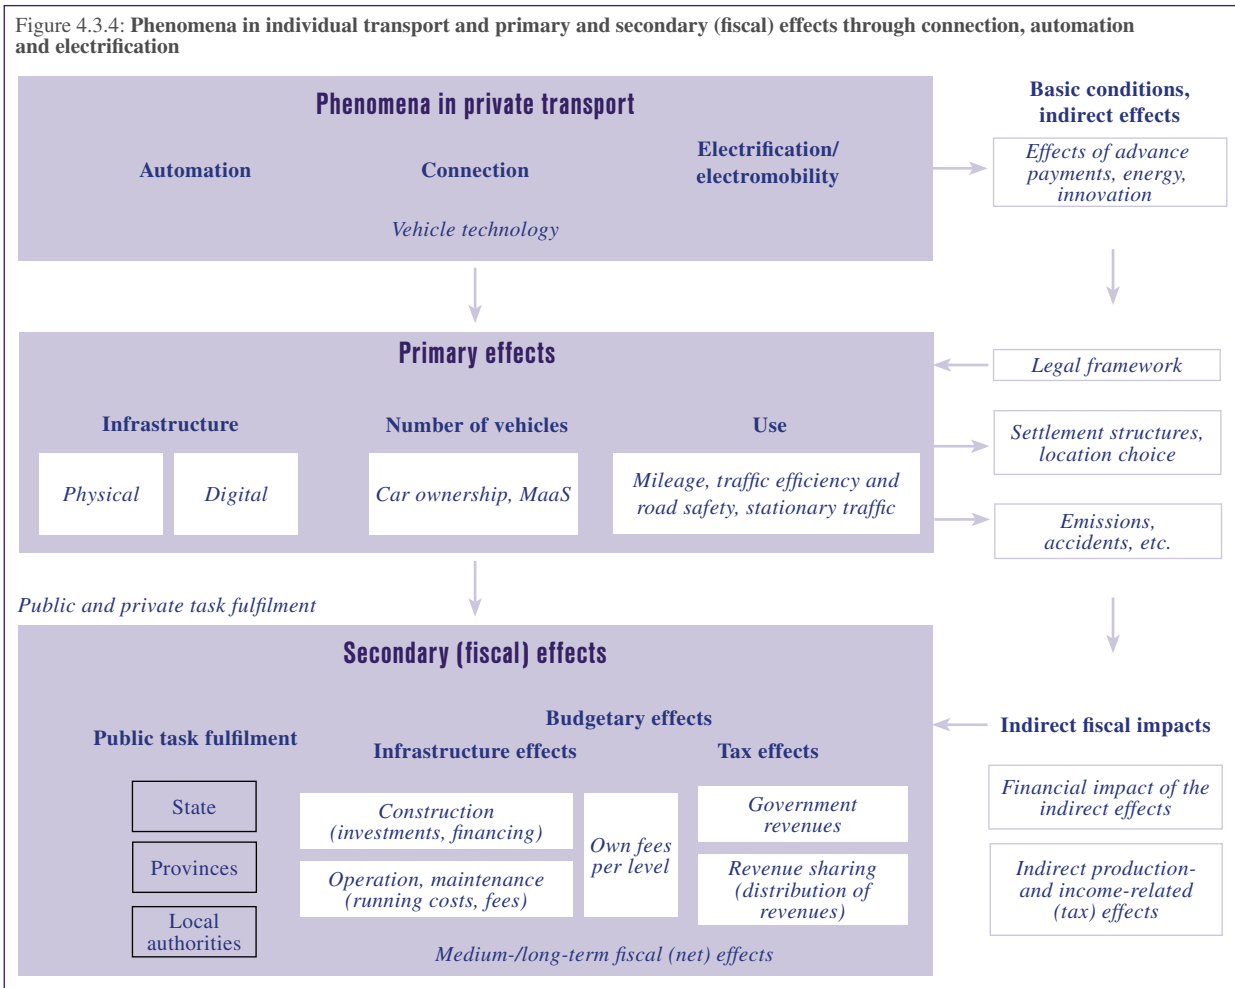 Figure 4.3.4: Phenomena in individual transport and primary and secondary (fiscal) effects through connection, automation
and electrification
Phenomena in private transport
Automation
Connection
Electrification/
electromobility
Vehicle technology
Basic conditions,
indirect effects
Effects of advance
payments, energy,
innovation
Primary effects
Infrastructure
Physical
Digital
Number of vehicles
Car ownership, MaaS
Use
Mileage, traffic efficiency and
road safety, stationary traffic
Legal framework
Settlement structures,
location choice
Emissions,
accidents, etc.
Public and private task fulfilment
Secondary (fiscal) effects
Public task fulfilment
State
Provinces
Local
authorities
Budgetary effects
Infrastructure effects
Construction
(investments, financing)
Operation, maintenance
(running costs, fees)
Own fees
per level
Tax effects
Government
revenues
Revenue sharing
(distribution of
revenues)
Medium-/long-term fiscal (net) effects
Indirect fiscal impacts
Financial impact of the
indirect effects
Indirect production-
and income-related
(tax) effects